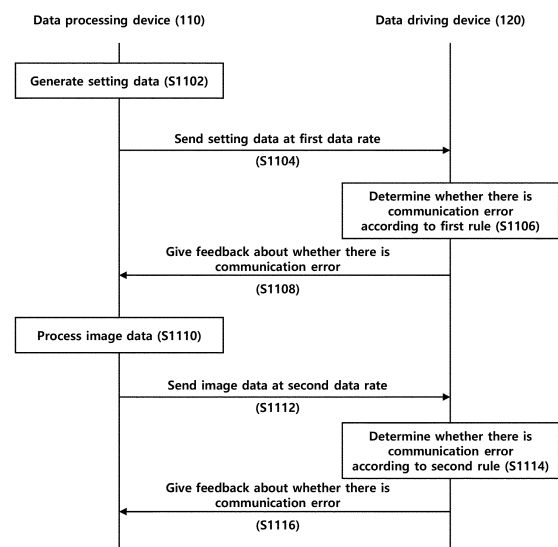 Data processing device (110)
Data driving device (120)
Generate setting data (S1102)
Send setting data at first data rate
(S1104)
Determine whether there is
communication error
according to first rule (S1106)
Give feedback about whether there is
communication error
(S1108)
Process image data (S1110)
Send image data at second data rate
(S1112)
Determine whether there is
communication error
according to second rule (S1114)
Give feedback about whether there is
communication error
(S1116)